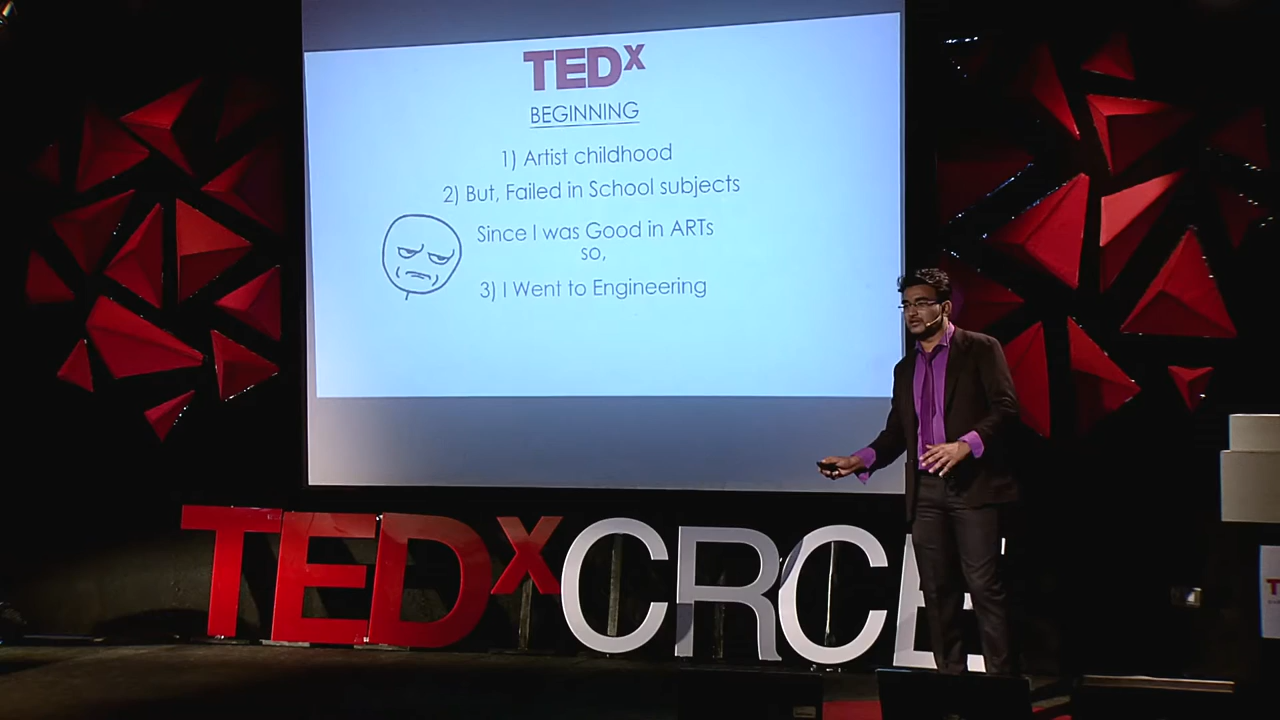 TEDx
BEGINNING
1) Artist childhood
2) But, Failed in School subjects
Since I was Good in ARTs
so,
3) I Went to Engineering
TEDxCRCE